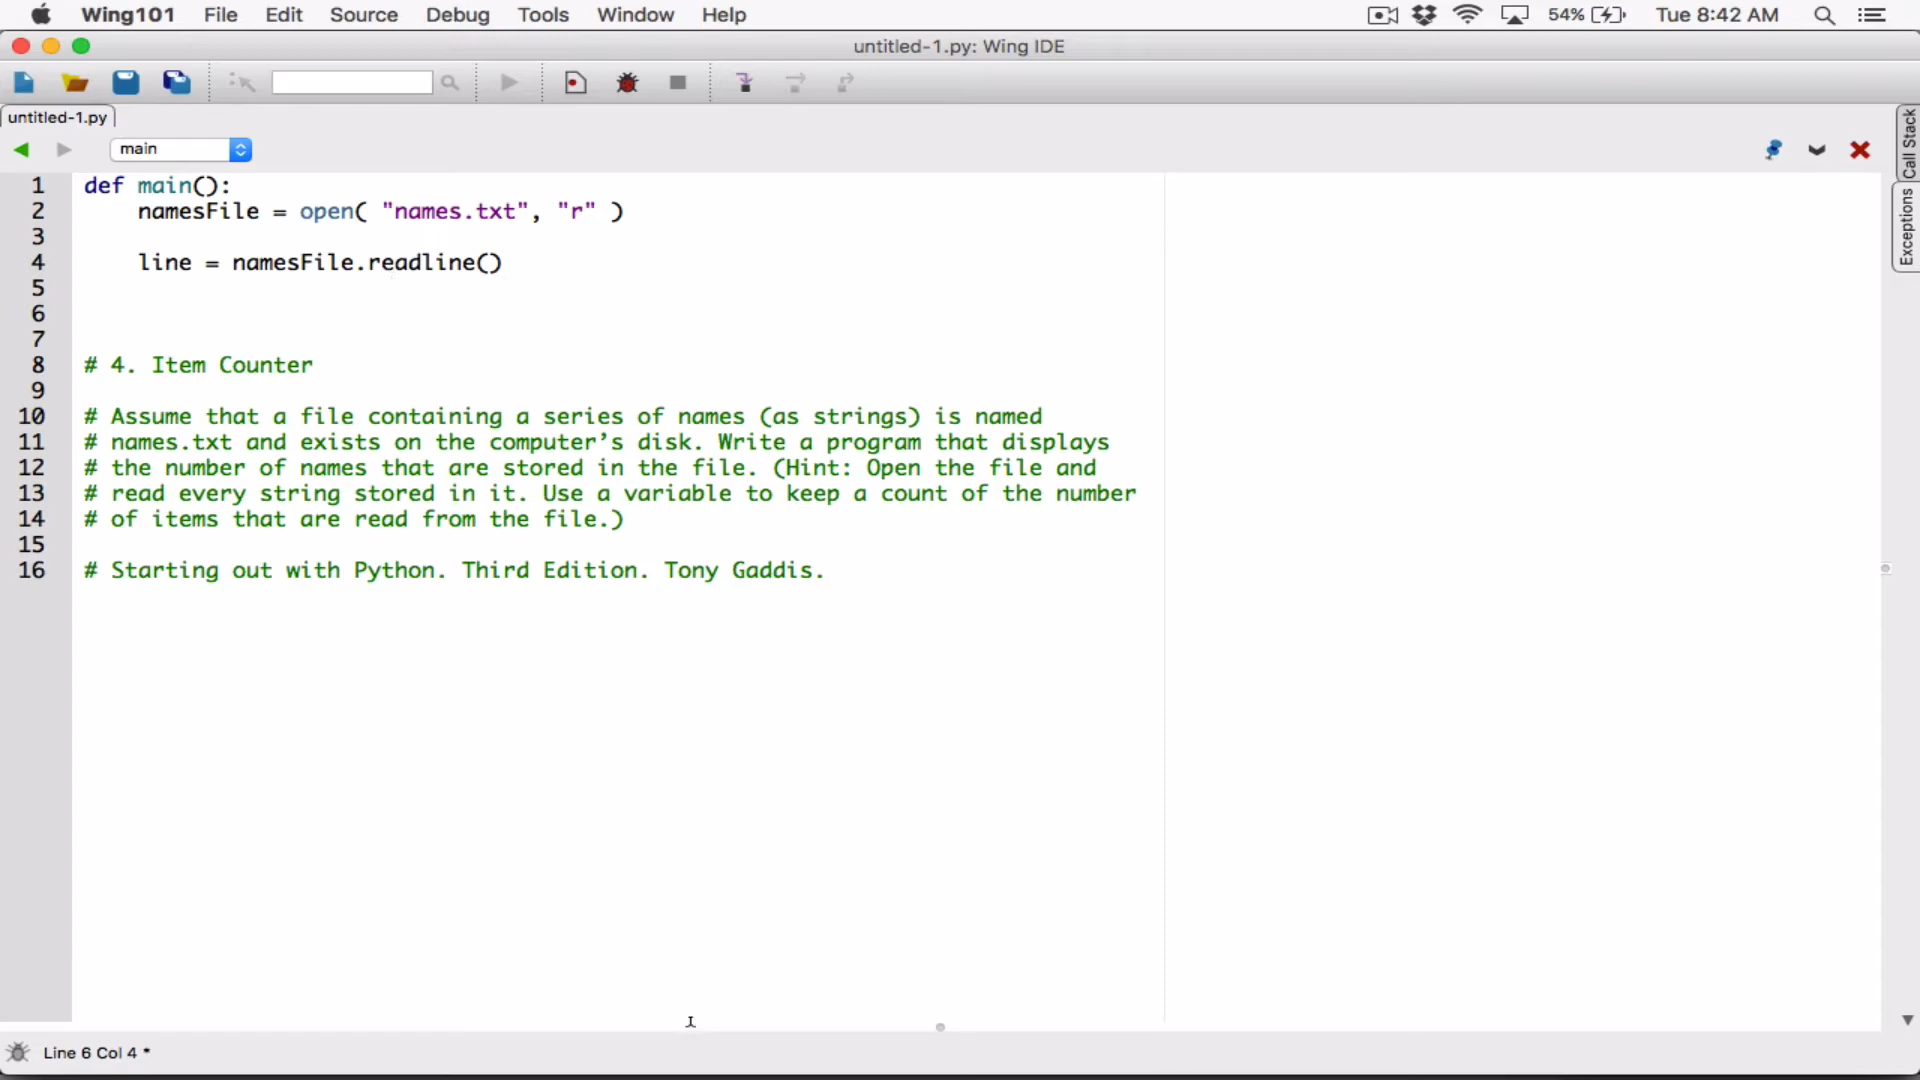 Wing101 File Edit Source Debug Tools Window Help 54% Tue 8:42 AM
untitled-1.py: Wing IDE
untitled-1.py
main
Call Stack
Exceptions
1 def main():
2 namesFile = open( "names.txt", "r" )
3
4 line = namesFile.readline()
5
6
7
8 # 4. Item Counter
9
10 # Assume that a file containing a series of names (as strings) is named
11 # names.txt and exists on the computer’s disk. Write a program that displays
12 # the number of names that are stored in the file. (Hint: Open the file and
13 # read every string stored in it. Use a variable to keep a count of the number
14 # of items that are read from the file.)
15
16 # Starting out with Python. Third Edition. Tony Gaddis.
Line 6 Col 4 *